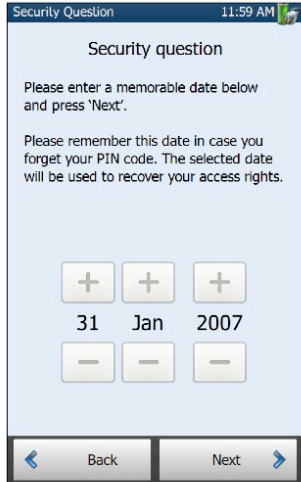 Security Question 11:59 AM
Security question
Please enter a memorable date below
and press 'Next'.
Please remember this date in case you
forget your PIN code. The selected date
will be used to recover your access rights.
+ + +
31 Jan 2007
− − −
Back Next